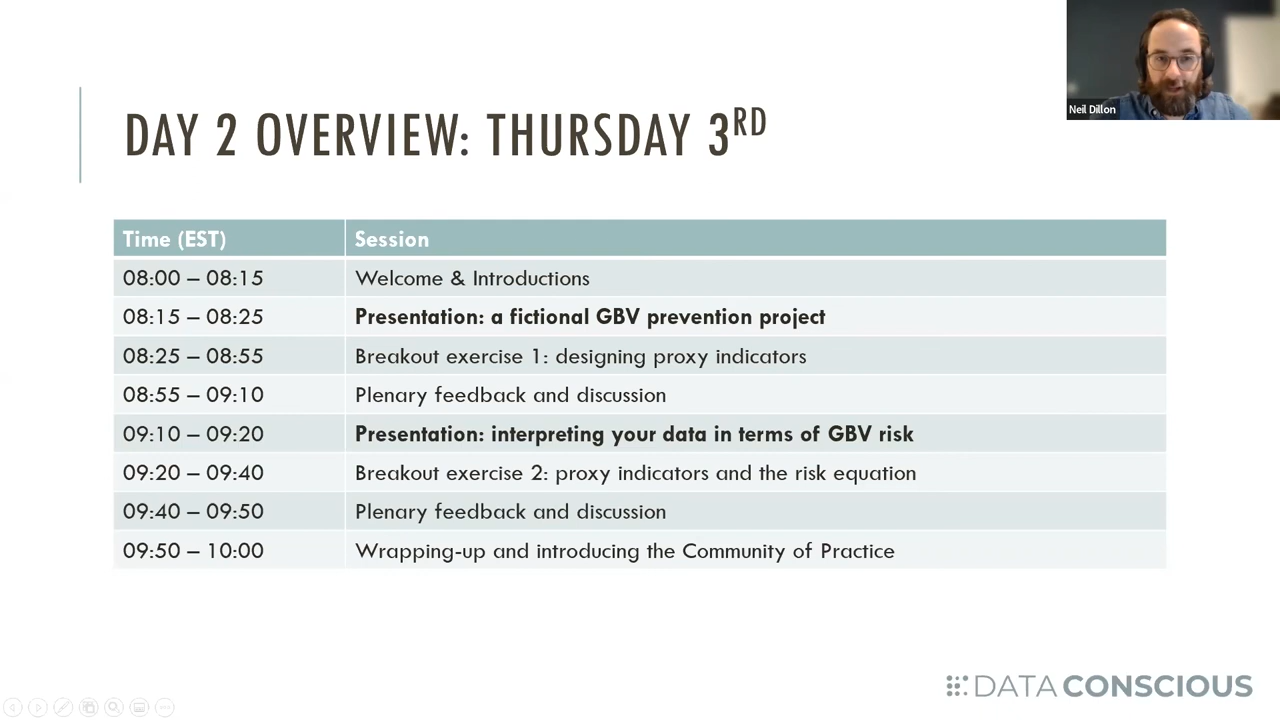 Neil Dillon
DAY 2 OVERVIEW: THURSDAY 3RD
Time (EST) Session
08:00 – 08:15 Welcome & Introductions
08:15 – 08:25 Presentation: a fictional GBV prevention project
08:25 – 08:55 Breakout exercise 1: designing proxy indicators
08:55 – 09:10 Plenary feedback and discussion
09:10 – 09:20 Presentation: interpreting your data in terms of GBV risk
09:20 – 09:40 Breakout exercise 2: proxy indicators and the risk equation
09:40 – 09:50 Plenary feedback and discussion
09:50 – 10:00 Wrapping-up and introducing the Community of Practice
DATA CONSCIOUS